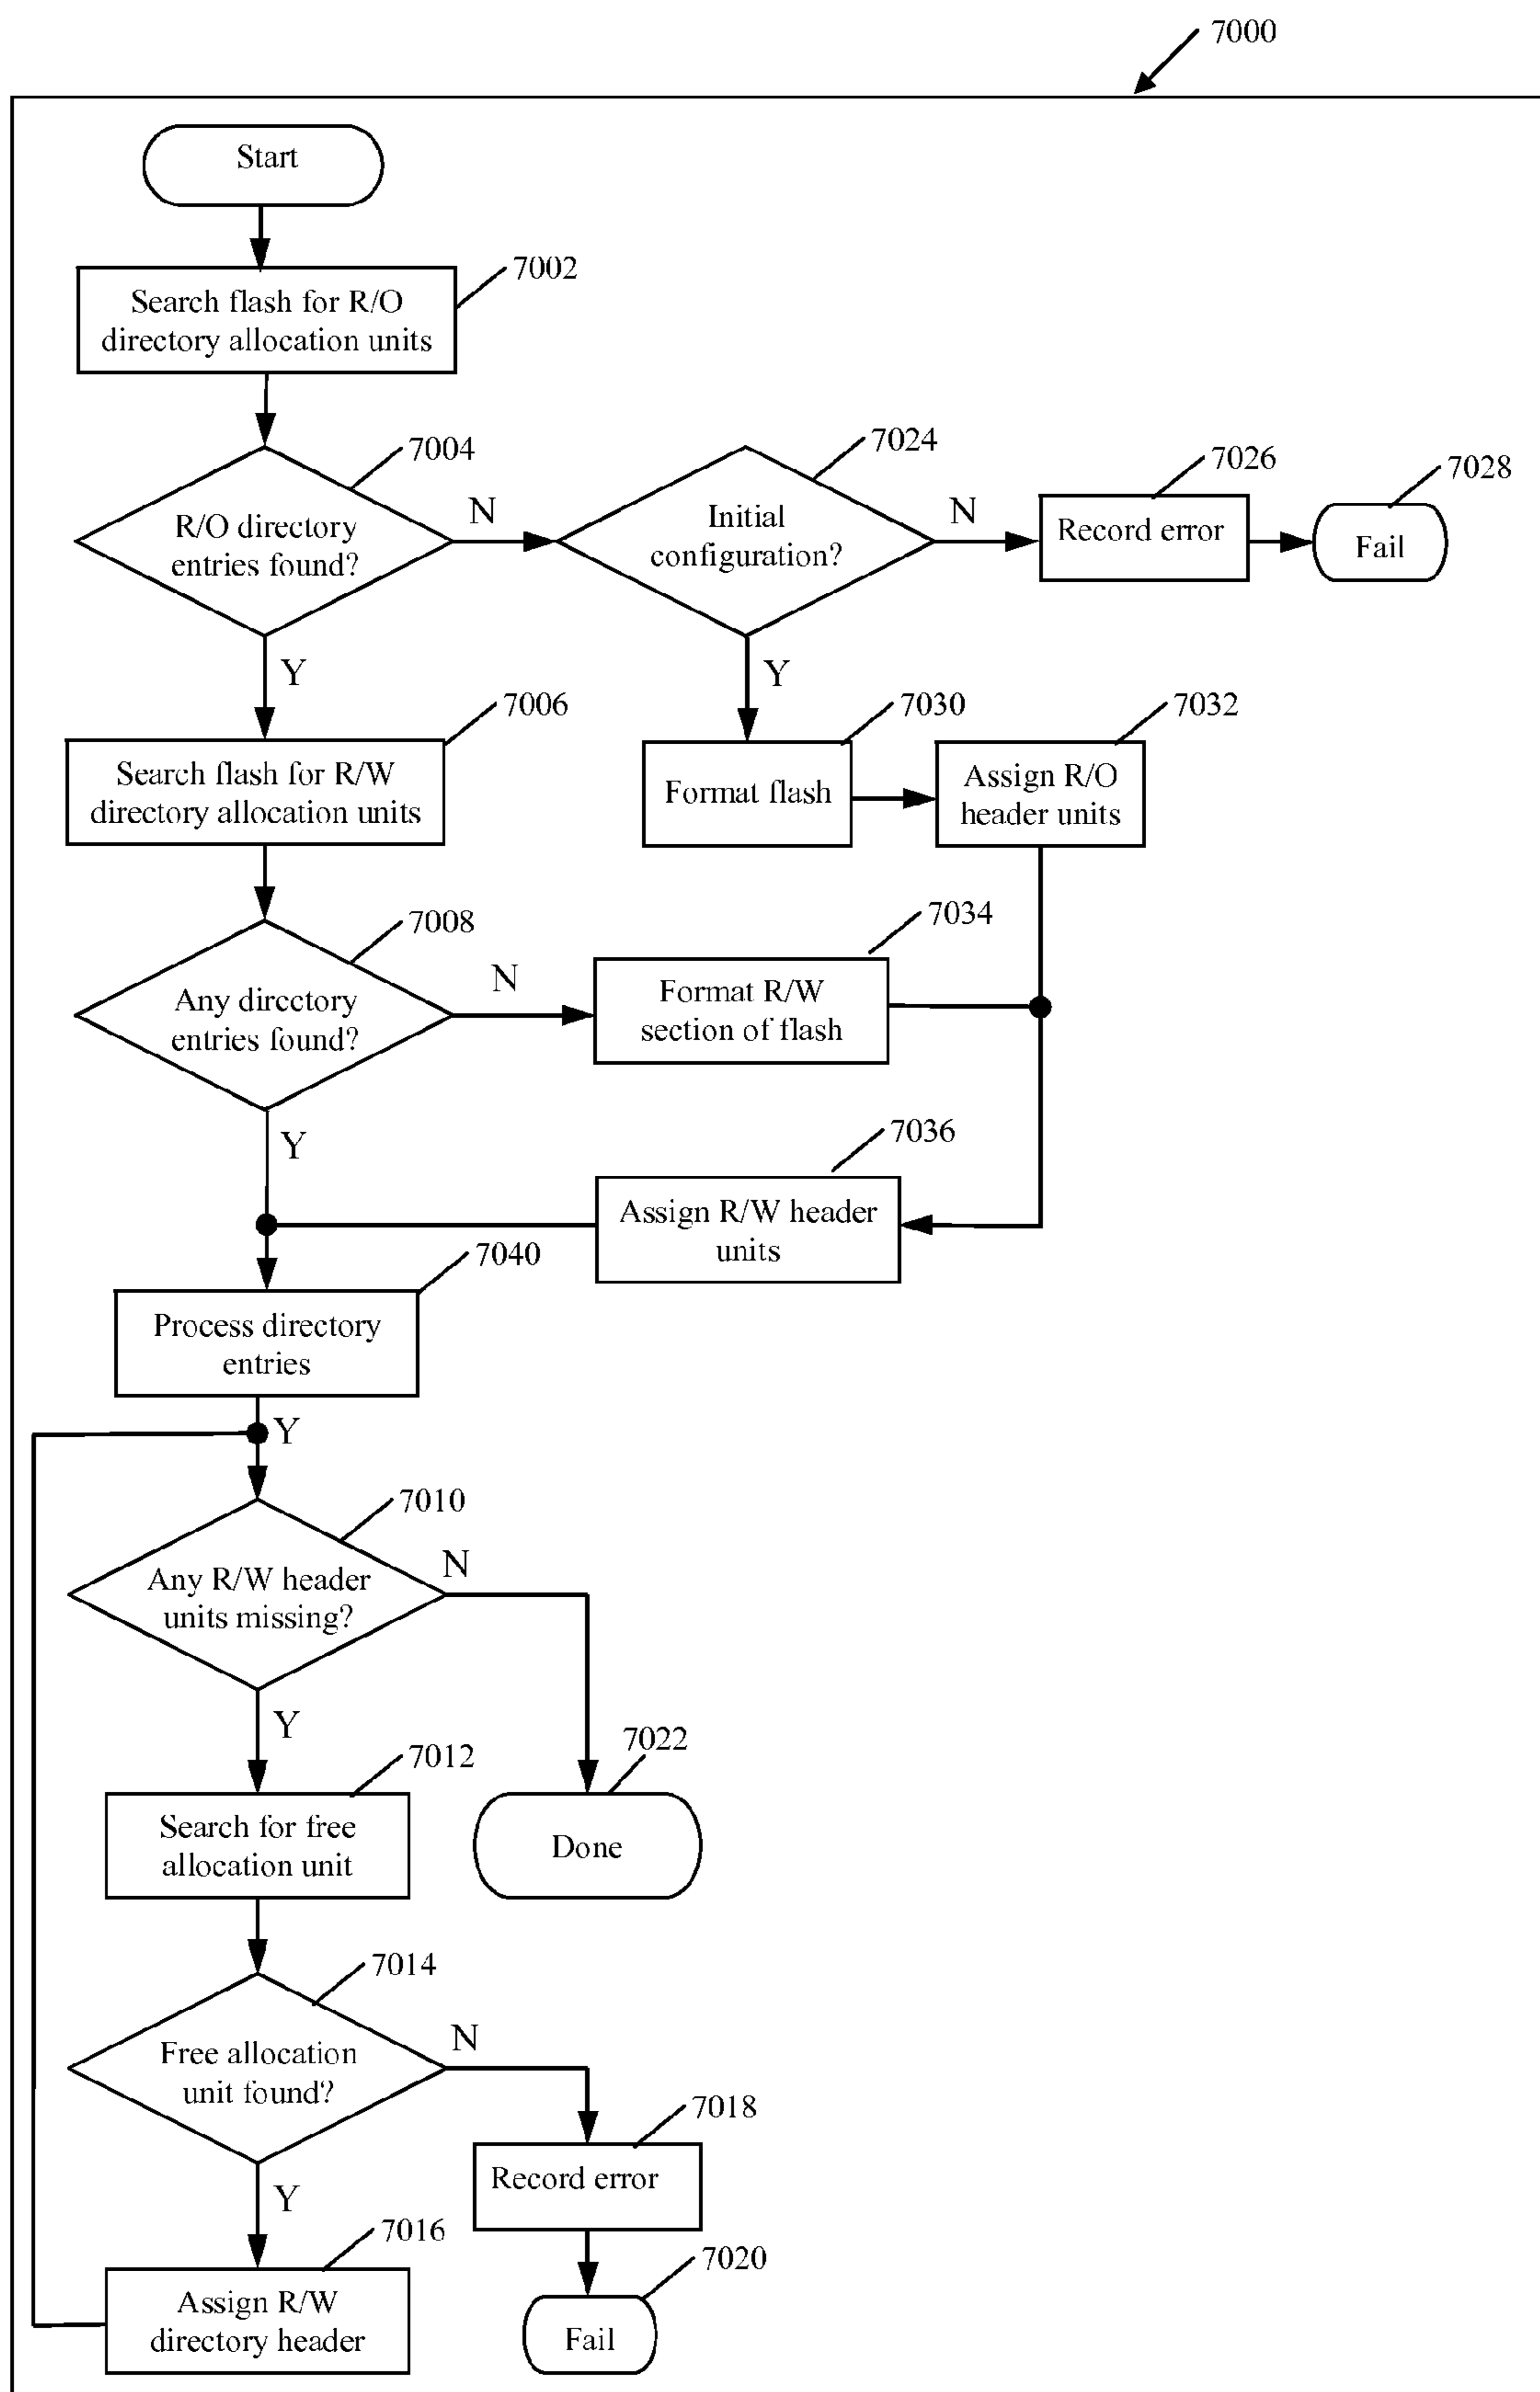 7000
Start
7002
Search flash for R/O
directory allocation units
7004
R/O directory
entries found?
N
7024
Initial
configuration?
N
7026
Record error
7028
Fail
Y
Y
7006
Search flash for R/W
directory allocation units
7030
Format flash
7032
Assign R/O
header units
7008
Any directory
entries found?
N
7034
Format R/W
section of flash
Y
7036
Assign R/W header
units
7040
Process directory
entries
Y
7010
Any R/W header
units missing?
N
Y
7012
Search for free
allocation unit
7022
Done
7014
Free allocation
unit found?
N
7018
Record error
Y
7016
Assign R/W
directory header
7020
Fail